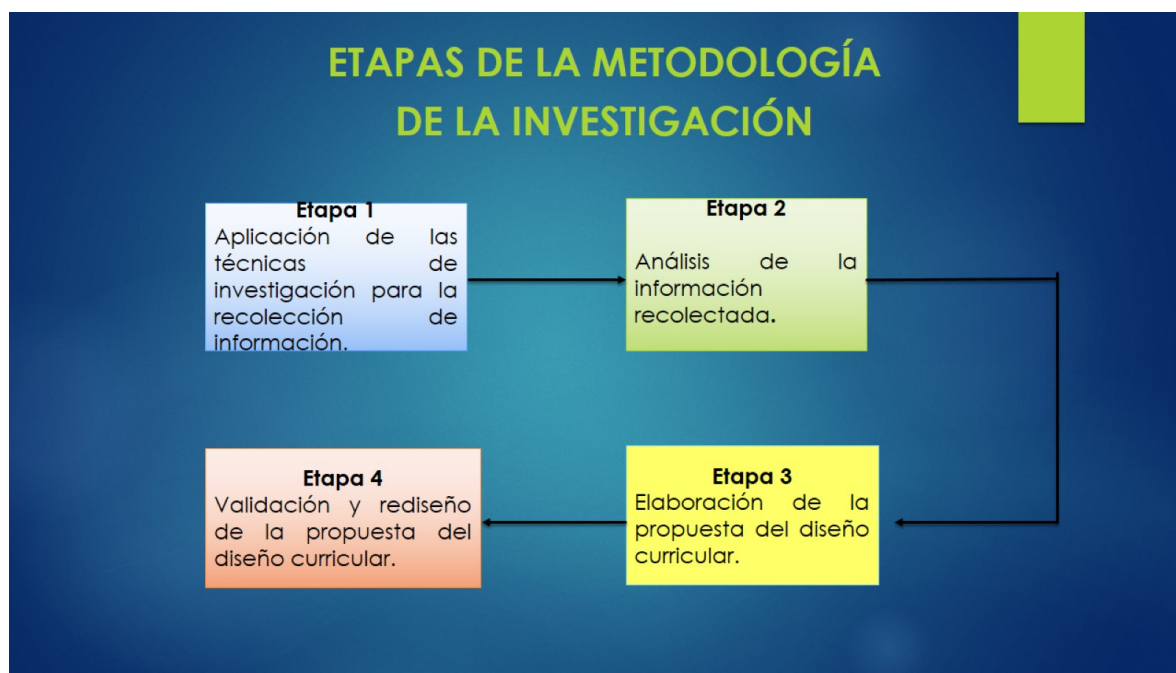 ETAPAS DE LA METODOLOGÍA
DE LA INVESTIGACIÓN
Etapa 1
Aplicación de las
técnicas de
investigación para la
recolección de
información.
Etapa 2
Análisis de la
información
recolectada.
Etapa 3
Elaboración de la
propuesta del diseño
curricular.
Etapa 4
Validación y rediseño
de la propuesta del
diseño curricular.